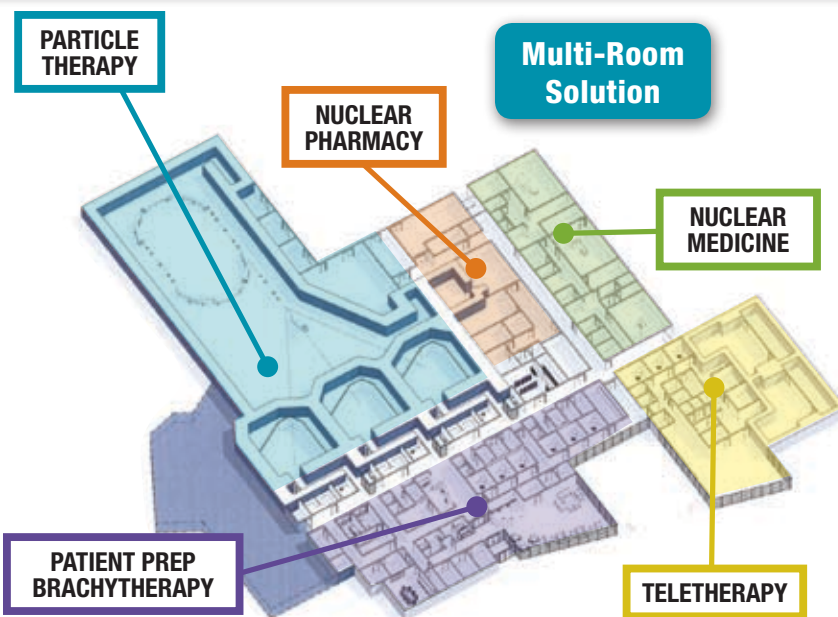 PARTICLE
THERAPY
Multi-Room
Solution
NUCLEAR
PHARMACY
NUCLEAR
MEDICINE
PATIENT PREP
BRACHYTHERAPY
TELETHERAPY